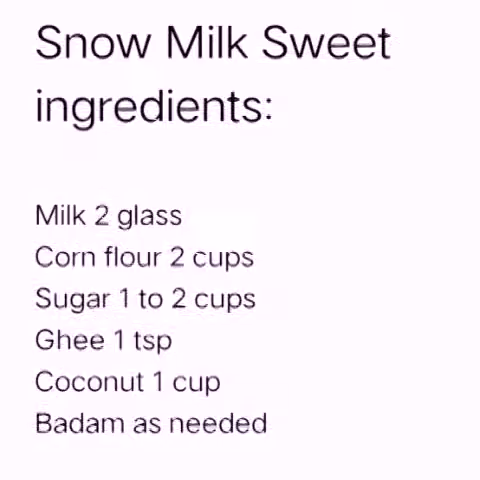 Snow Milk Sweet
ingredients:
Milk 2 glass
Corn flour 2 cups
Sugar 1 to 2 cups
Ghee 1 tsp
Coconut 1 cup
Badam as needed